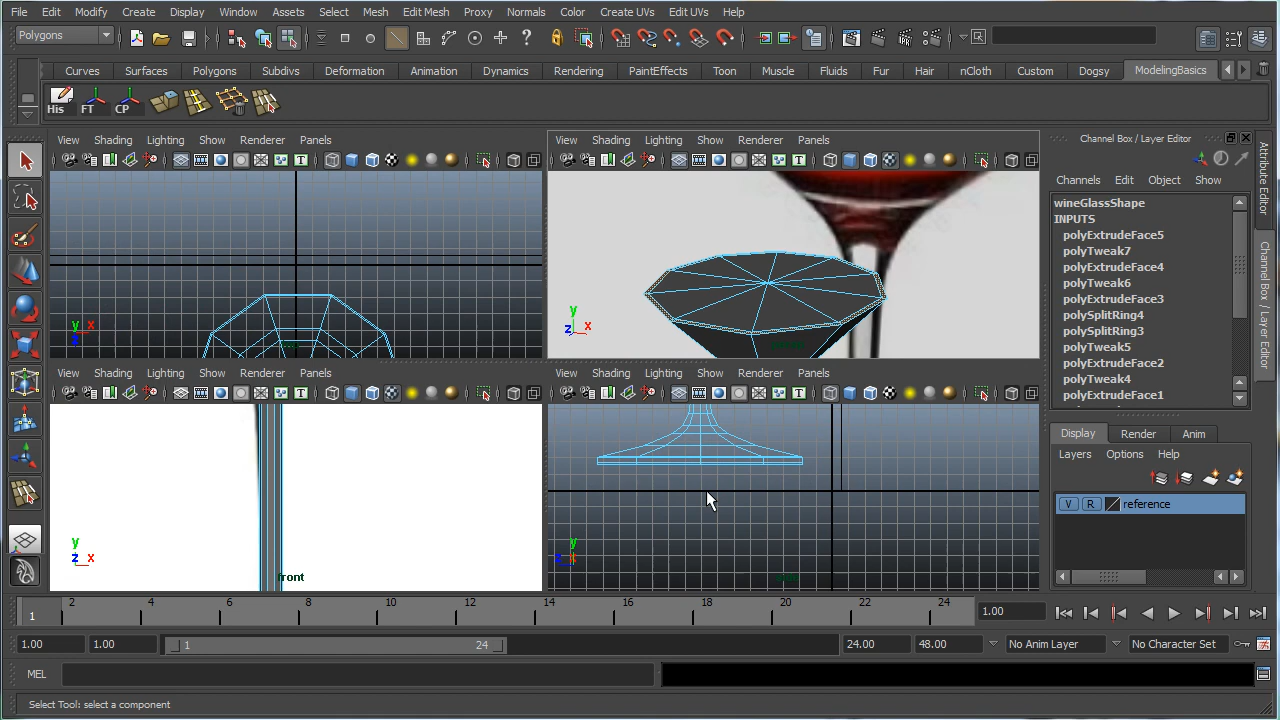 File Edit Modify Create Display Window Assets Select Mesh Edit Mesh Proxy Normals Color Create UVs Edit UVs Help
Polygons
Curves Surfaces Polygons Subdivs Deformation Animation Dynamics Rendering PaintEffects Toon Muscle Fluids Fur Hair nCloth Custom Dogsy ModelingBasics
His FT CP
View Shading Lighting Show Renderer Panels
View Shading Lighting Show Renderer Panels
Channel Box / Layer Editor
Channels Edit Object Show
wineGlassShape
INPUTS
polyExtrudeFace5
polyTweak7
polyExtrudeFace4
polyTweak6
polyExtrudeFace3
polySplitRing4
polySplitRing3
polyTweak5
polyExtrudeFace2
polyTweak4
polyExtrudeFace1
Attribute Editor
Channel Box / Layer Editor
y x
z
y
z x
View Shading Lighting Show Renderer Panels
View Shading Lighting Show Renderer Panels
y
z x
front
y
z
Display Render Anim
Layers Options Help
V R reference
1 2 4 6 8 10 12 14 16 18 20 22 24 1.00
1.00 1.00 1 24 24.00 48.00 No Anim Layer No Character Set
MEL
Select Tool: select a component